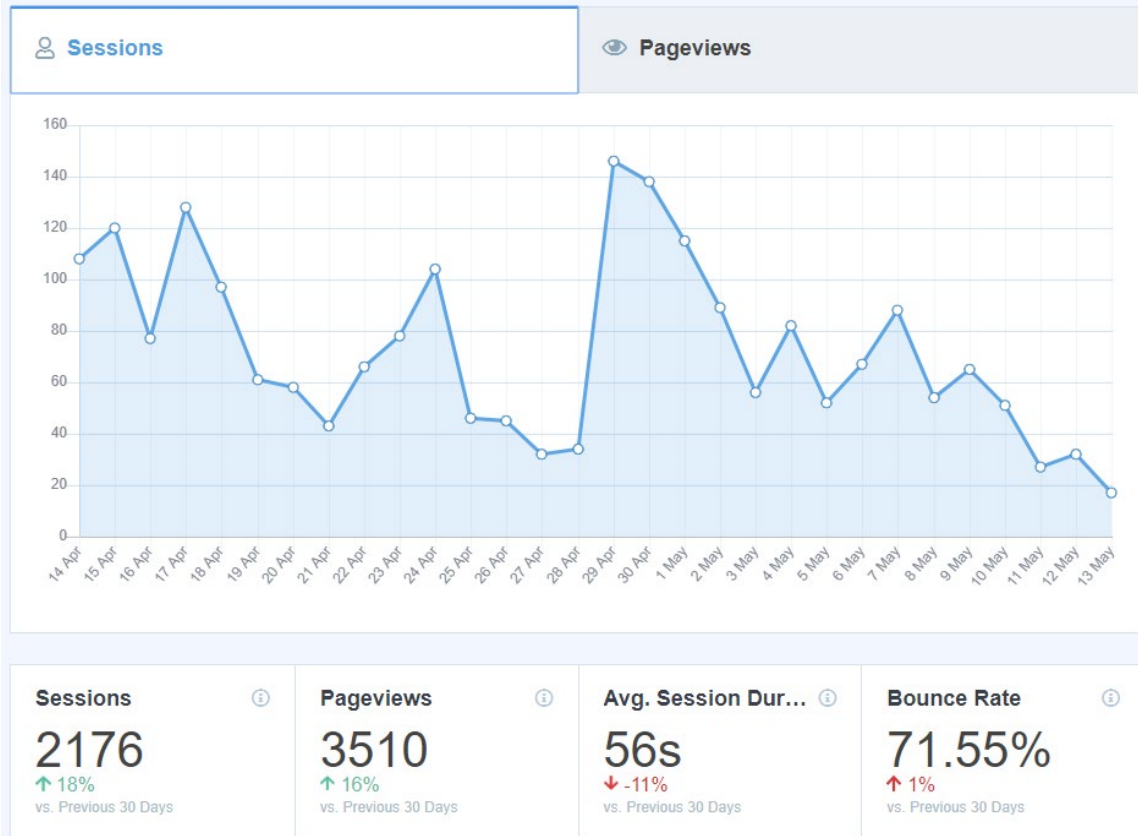 Sessions
Pageviews
160
140
120
100
80
60
40
20
0
14 Apr
15 Apr
16 Apr
17 Apr
18 Apr
19 Apr
20 Apr
21 Apr
22 Apr
23 Apr
24 Apr
25 Apr
26 Apr
27 Apr
28 Apr
29 Apr
30 Apr
1 May
2 May
3 May
4 May
5 May
6 May
7 May
8 May
9 May
10 May
11 May
12 May
13 May
Sessions
2176
18%
vs. Previous 30 Days
Pageviews
3510
16%
vs. Previous 30 Days
Avg. Session Dur...
56s
-11%
vs. Previous 30 Days
Bounce Rate
71.55%
1%
vs. Previous 30 Days